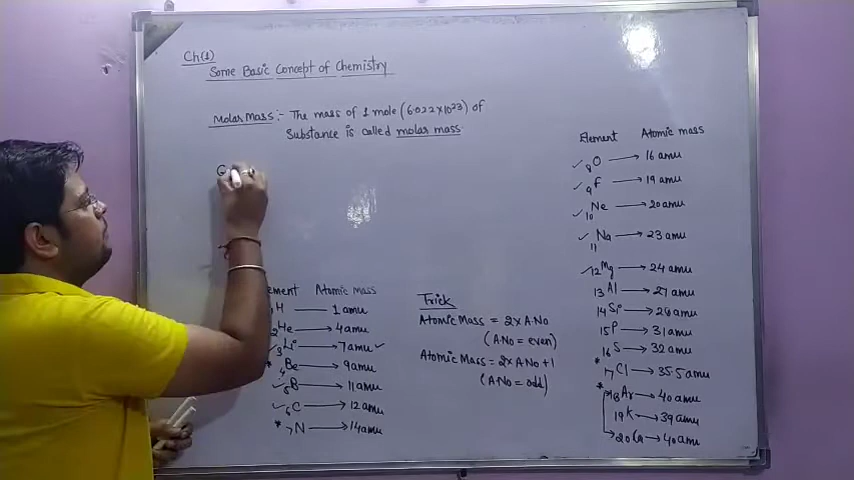 Ch(1)
Some Basic Concept of Chemistry
Molar Mass :- The mass of 1 mole (6.022x10²³) of
Substance is called molar mass
Element Atomic mass
✓ ₈O → 16 amu
✓ ₉F → 19 amu
✓ ₁₀Ne → 20 amu
✓ ₁₁Na → 23 amu
✓ ₁₂Mg → 24 amu
₁₃Al → 27 amu
₁₄Si → 28 amu
₁₅P → 31 amu
₁₆S → 32 amu
* ₁₇Cl → 35.5 amu
* ₁₈Ar → 40 amu
₁₉K → 39 amu
₂₀Ca → 40 amu
ement Atomic Mass
H — 1 amu
₂He → 4 amu
✓ ₃Li → 7 amu ✓
* ₄Be → 9 amu
✓ ₅B → 11 amu
✓ ₆C → 12 amu
* ₇N → 14 amu
Trick
Atomic Mass = 2x A.No
(A.No = even)
Atomic Mass = 2x A.No + 1
(A.No = odd)